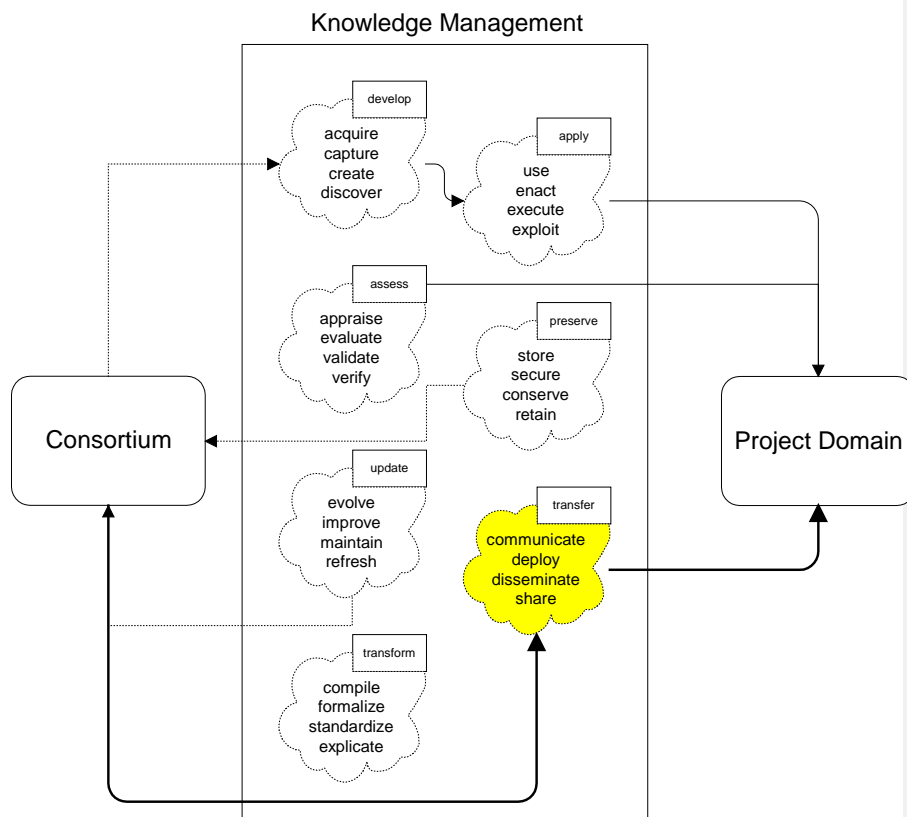 Knowledge Management
develop
acquire
capture
create
discover
apply
use
enact
execute
exploit
assess
appraise
evaluate
validate
verify
preserve
store
secure
conserve
retain
Consortium
Project Domain
update
evolve
improve
maintain
refresh
transfer
communicate
deploy
disseminate
share
transform
compile
formalize
standardize
explicate